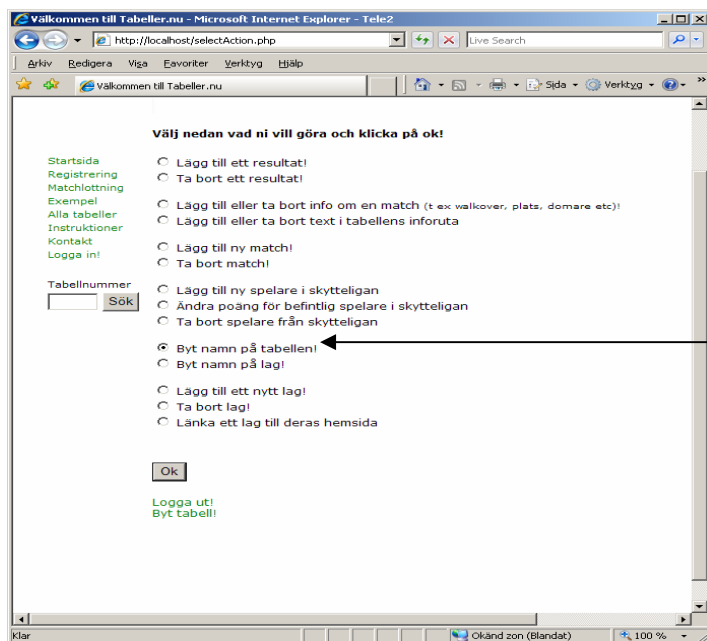 Välkommen till Tabeller.nu - Microsoft Internet Explorer - Tele2
http://localhost/selectAction.php
Live Search
Arkiv Redigera Visa Favoriter Verktyg Hjälp
Välkommen till Tabeller.nu
Sida
Verktyg
Välj nedan vad ni vill göra och klicka på ok!
Startsida
Registrering
Matchlottning
Exempel
Alla tabeller
Instruktioner
Kontakt
Logga in!
Tabellnummer
Sök
Lägg till ett resultat!
Ta bort ett resultat!
Lägg till eller ta bort info om en match (t ex walkover, plats, domare etc)!
Lägg till eller ta bort text i tabellens inforuta
Lägg till ny match!
Ta bort match!
Lägg till ny spelare i skytteligan
Ändra poäng för befintlig spelare i skytteligan
Ta bort spelare från skytteligan
Byt namn på tabellen!
Byt namn på lag!
Lägg till ett nytt lag!
Ta bort lag!
Länka ett lag till deras hemsida
Ok
Logga ut!
Byt tabell!
Klar
Okänd zon (Blandat)
100 %